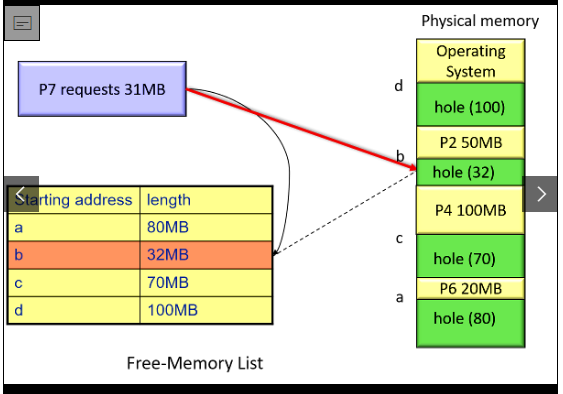 Physical memory
Operating
System
d
P7 requests 31MB
hole (100)
P2 50MB
b
hole (32)
Starting address length
P4 100MB
a 80MB
b 32MB
c
hole (70)
c 70MB
P6 20MB
a
d 100MB
hole (80)
Free-Memory List